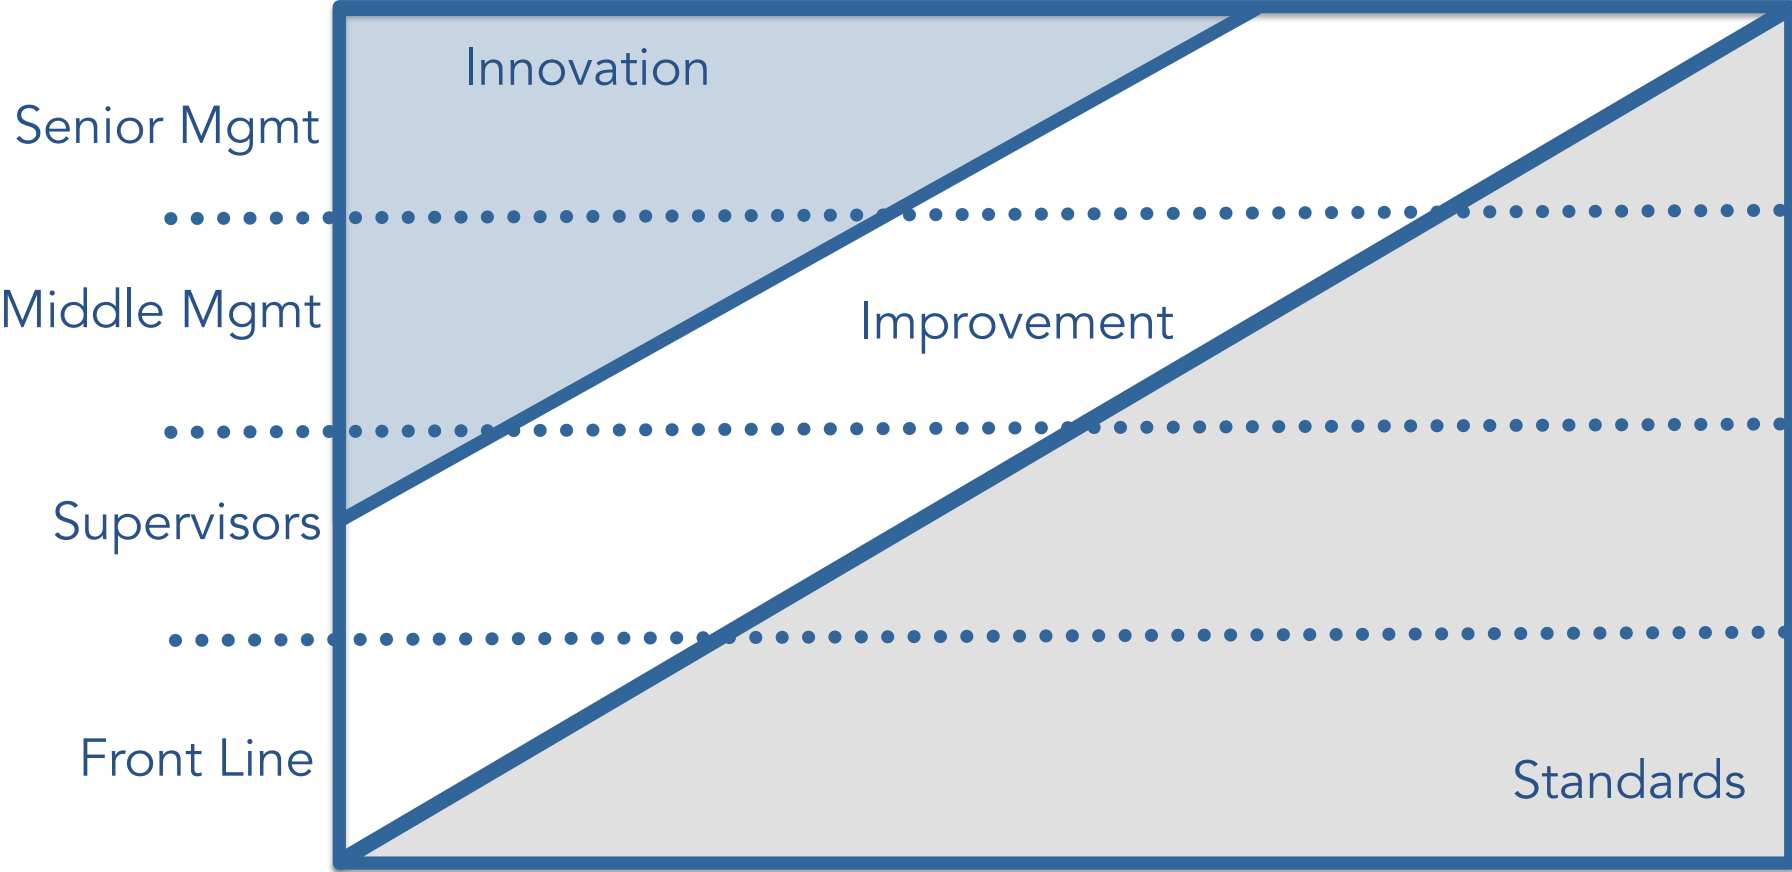 Innovation
Senior Mgmt
Middle Mgmt
Improvement
Supervisors
Front Line
Standards